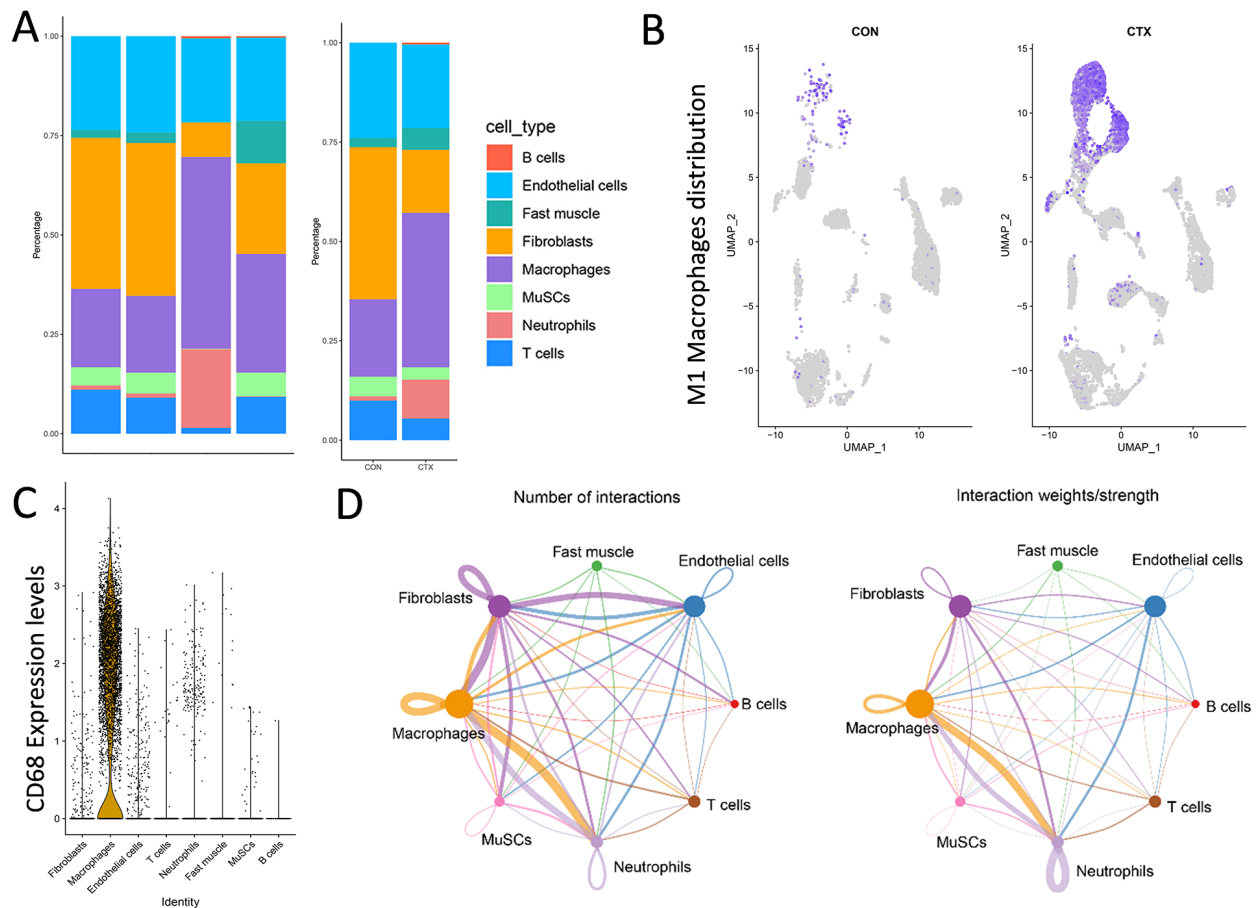 A
Percentage
1.00
0.75
0.50
0.25
0.00
Percentage
1.00
0.75
0.50
0.25
0.00
CON
CTX
cell_type
B cells
Endothelial cells
Fast muscle
Fibroblasts
Macrophages
MuSCs
Neutrophils
T cells
B
M1 Macrophages distribution
CON
UMAP_2
15
10
5
0
−5
−10
−10
0
10
UMAP_1
CTX
UMAP_2
15
10
5
0
−5
−10
−10
0
10
UMAP_1
C
CD68 Expression levels
4
3
2
1
0
Fibroblasts
Macrophages
Endothelial cells
T cells
Neutrophils
Fast muscle
MuSCs
B cells
Identity
D
Number of interactions
Fast muscle
Endothelial cells
Fibroblasts
B cells
Macrophages
T cells
MuSCs
Neutrophils
Interaction weights/strength
Fast muscle
Endothelial cells
Fibroblasts
B cells
Macrophages
T cells
MuSCs
Neutrophils